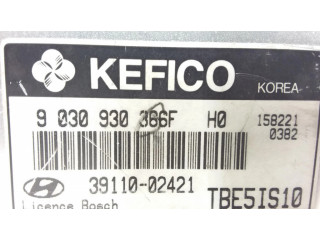 KEFICO
KOREA
9 030 930 366F H0 158221
0382
39110-02421
Licence Bosch TBE5IS10